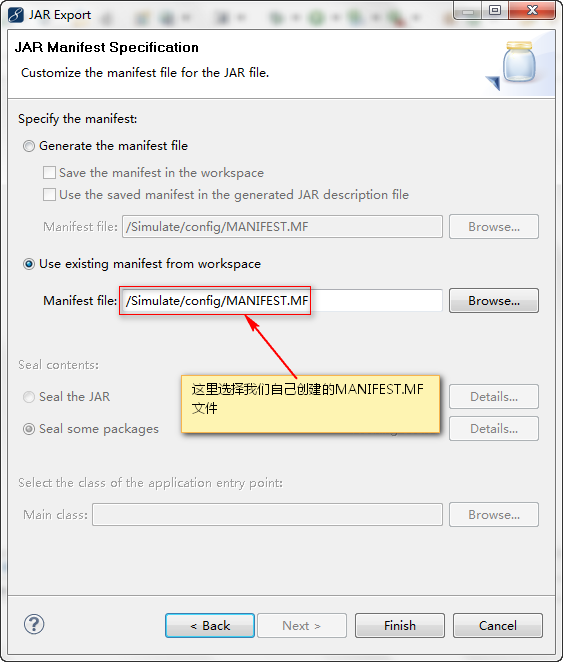 JAR Export
JAR Manifest Specification
Customize the manifest file for the JAR file.
Specify the manifest:
Generate the manifest file
Save the manifest in the workspace
Use the saved manifest in the generated JAR description file
Manifest file: /Simulate/config/MANIFEST.MF Browse...
Use existing manifest from workspace
Manifest file: /Simulate/config/MANIFEST.MF Browse...
Seal contents:
这里选择我们自己创建的MANIFEST.MF
文件
Seal the JAR Details...
Seal some packages Details...
Select the class of the application entry point:
Main class: Browse...
? < Back Next > Finish Cancel